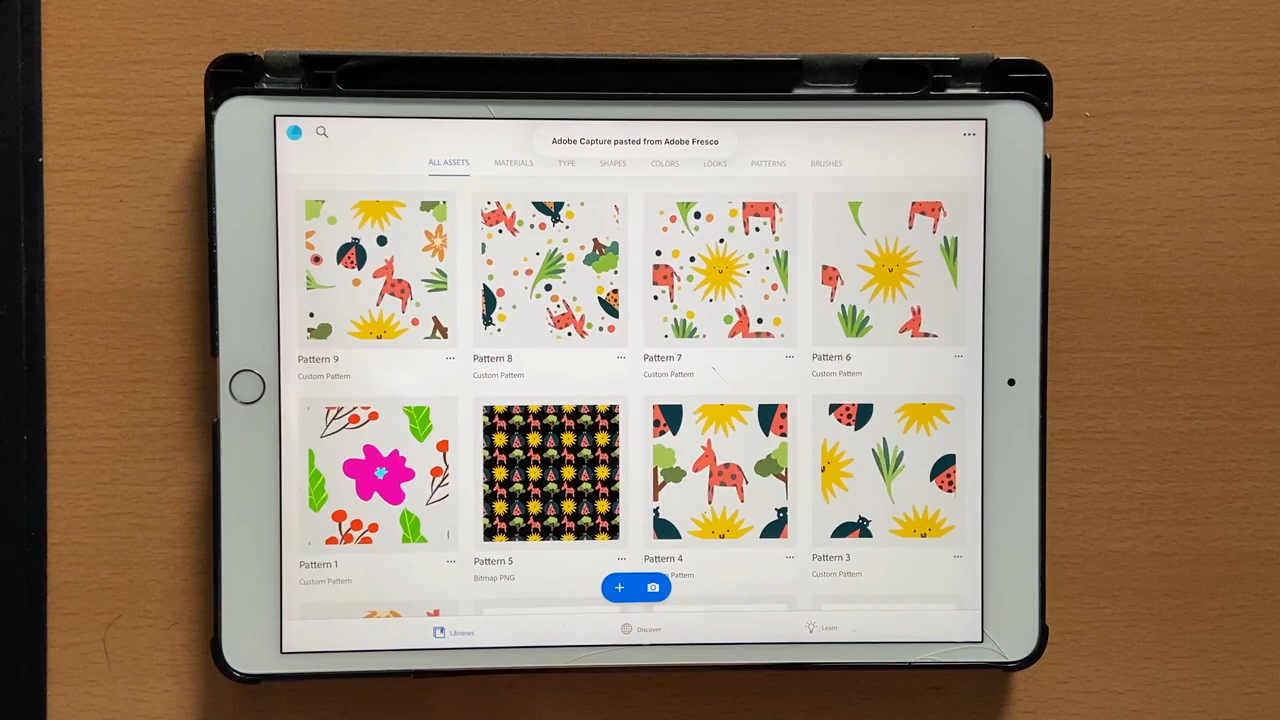 Adobe Capture pasted from Adobe Fresco
ALL ASSETS MATERIALS TYPE SHAPES COLORS LOOKS PATTERNS BRUSHES
Pattern 9 Pattern 8 Pattern 7 Pattern 6
Custom Pattern Custom Pattern Custom Pattern Custom Pattern
Pattern 1 Pattern 5 Pattern 4 Pattern 3
Custom Pattern Bitmap PNG Pattern Custom Pattern
Libraries Discover Learn